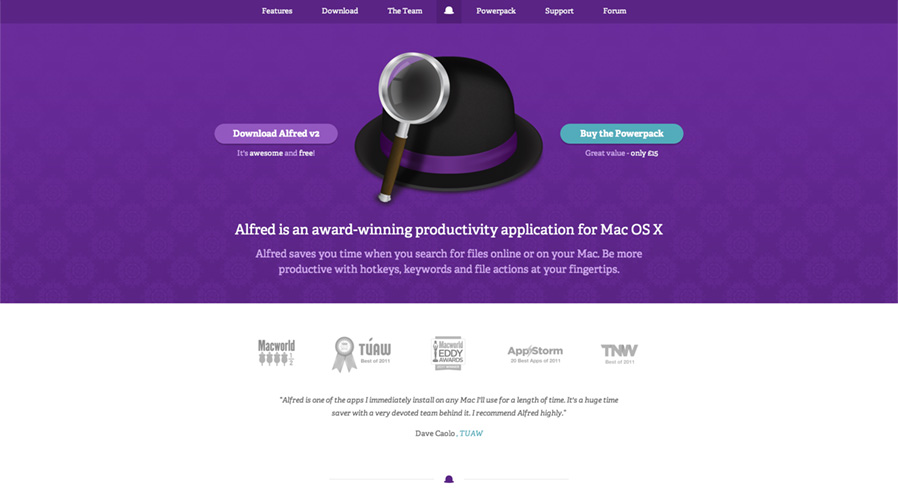 Features Download The Team Powerpack Support Forum
Download Alfred v2
It's awesome and free!
Buy the Powerpack
Great value - only £15
Alfred is an award-winning productivity application for Mac OS X
Alfred saves you time when you search for files online or on your Mac. Be more
productive with hotkeys, keywords and file actions at your fingertips.
Macworld
TÚAW
Best of 2011
Macworld
EDDY
AWARDS
App Storm
20 Best Apps of 2011
TNW
Best of 2011
"Alfred is one of the apps I immediately install on any Mac I'll use for a length of time. It's a huge time
saver with a very devoted team behind it. I recommend Alfred highly."
Dave Caolo , TUAW